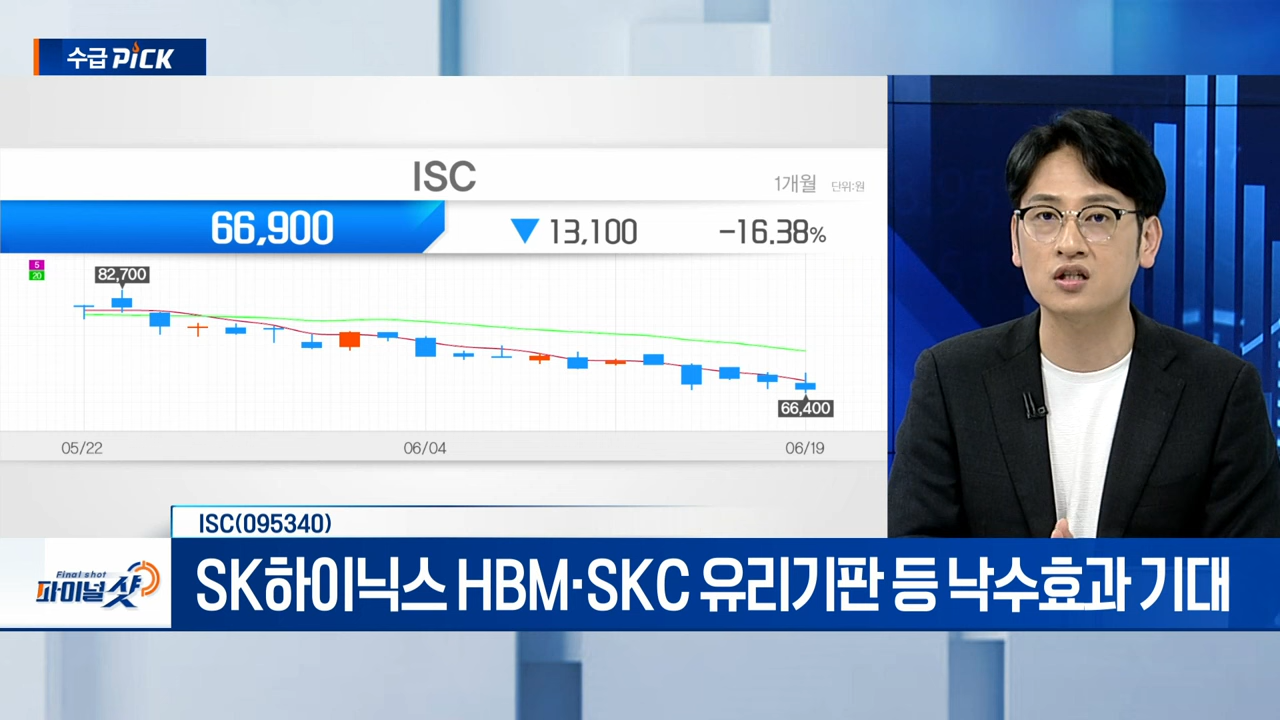 수급 PiCK
ISC
1개월 단위:원
66,900 ▼ 13,100 -16.38%
5
20
82,700
66,400
05/22 06/04 06/19
ISC(095340)
Final shot
파이널샷
SK하이닉스 HBM·SKC 유리기판 등 낙수효과 기대